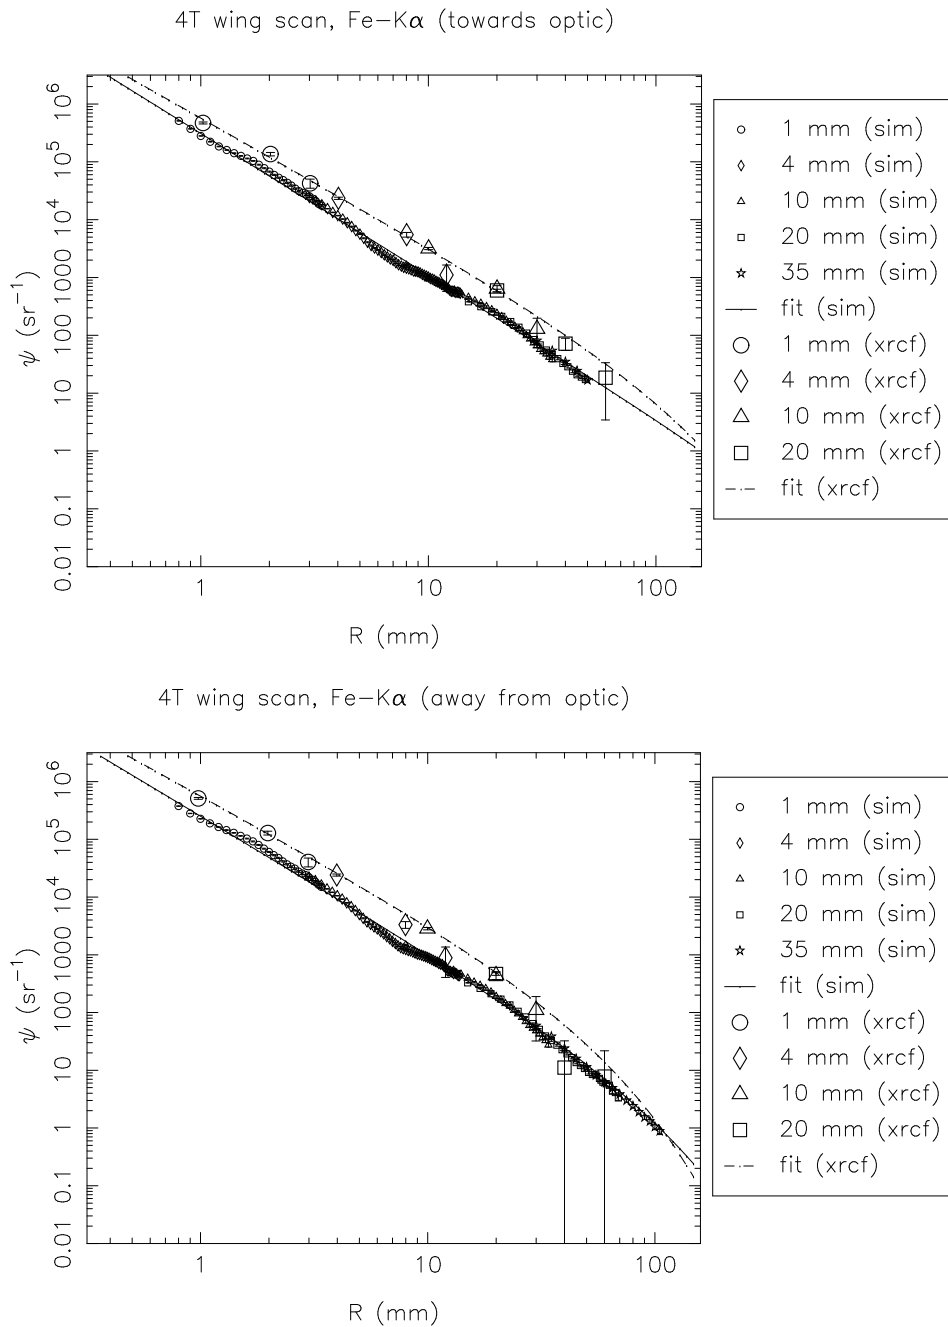 4T wing scan, Fe−Kα (towards optic)
10⁶
10⁵
10⁴
1000
100
10
1
0.1
0.01
ψ (sr⁻¹)
1 10 100
R (mm)
1 mm (sim)
4 mm (sim)
10 mm (sim)
20 mm (sim)
35 mm (sim)
fit (sim)
1 mm (xrcf)
4 mm (xrcf)
10 mm (xrcf)
20 mm (xrcf)
fit (xrcf)
4T wing scan, Fe−Kα (away from optic)
10⁶
10⁵
10⁴
1000
100
10
1
0.1
0.01
ψ (sr⁻¹)
1 10 100
R (mm)
1 mm (sim)
4 mm (sim)
10 mm (sim)
20 mm (sim)
35 mm (sim)
fit (sim)
1 mm (xrcf)
4 mm (xrcf)
10 mm (xrcf)
20 mm (xrcf)
fit (xrcf)